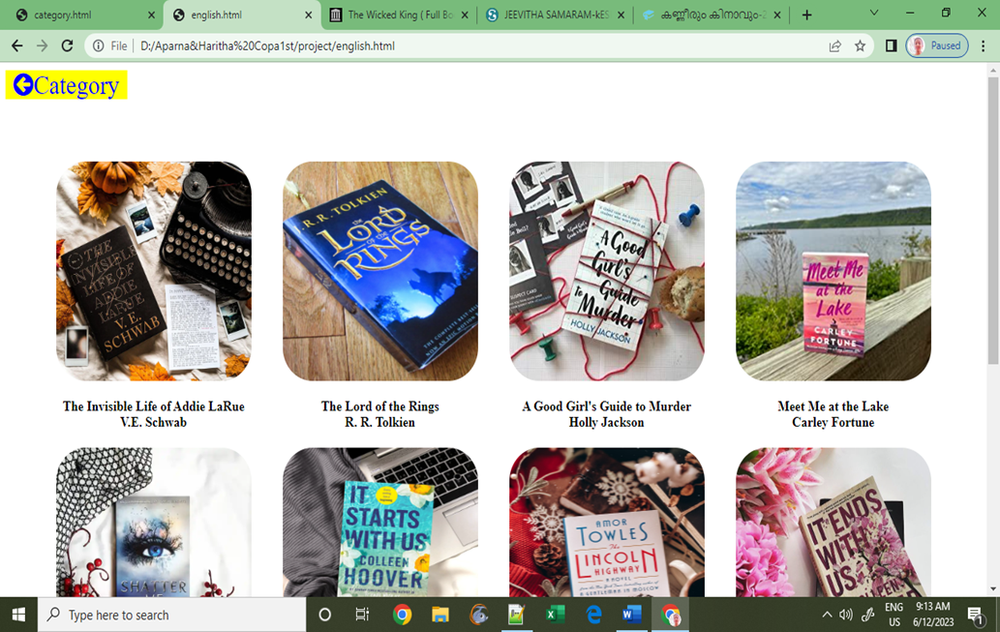 category.html
english.html
The Wicked King ( Full Bo
JEEVITHA SAMARAM-kES
കണ്ണീരും കിനാവും-2
File
D:/Aparna&Haritha%20Copa1st/project/english.html
Paused
Category
THE
INVISIBLE
LIFE OF
ADDIE
LARUE
V.E.
SCHWAB
R.R. TOLKIEN
THE
LORD
OF THE
RINGS
A Good
Girl's
Guide
To
Murder
HOLLY JACKSON
Meet Me
at the
Lake
CARLEY
FORTUNE
The Invisible Life of Addie LaRue
V.E. Schwab
The Lord of the Rings
R. R. Tolkien
A Good Girl's Guide to Murder
Holly Jackson
Meet Me at the Lake
Carley Fortune
SHATTER
IT
STARTS
WITH US
COLLEEN
HOOVER
AMOR
TOWLES
The
LINCOLN
HIGHWAY
A NOVEL
IT ENDS
WITH
US
Type here to search
ENG
US
9:13 AM
6/12/2023
1